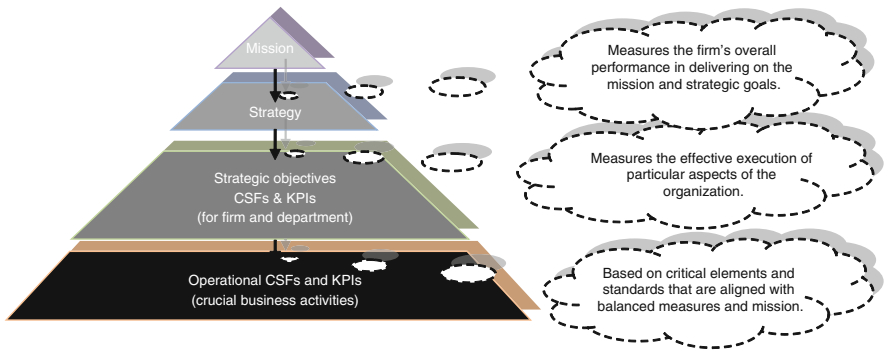 Mission
Strategy
Strategic objectives
CSFs & KPIs
(for firm and department)
Operational CSFs and KPIs
(crucial business activities)
Measures the firm's overall
performance in delivering on the
mission and strategic goals.
Measures the effective execution of
particular aspects of the
organization.
Based on critical elements and
standards that are aligned with
balanced measures and mission.